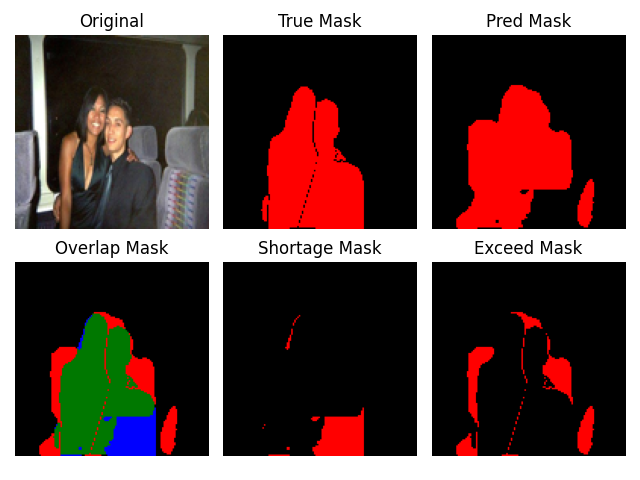 Original
True Mask
Pred Mask
Overlap Mask
Shortage Mask
Exceed Mask